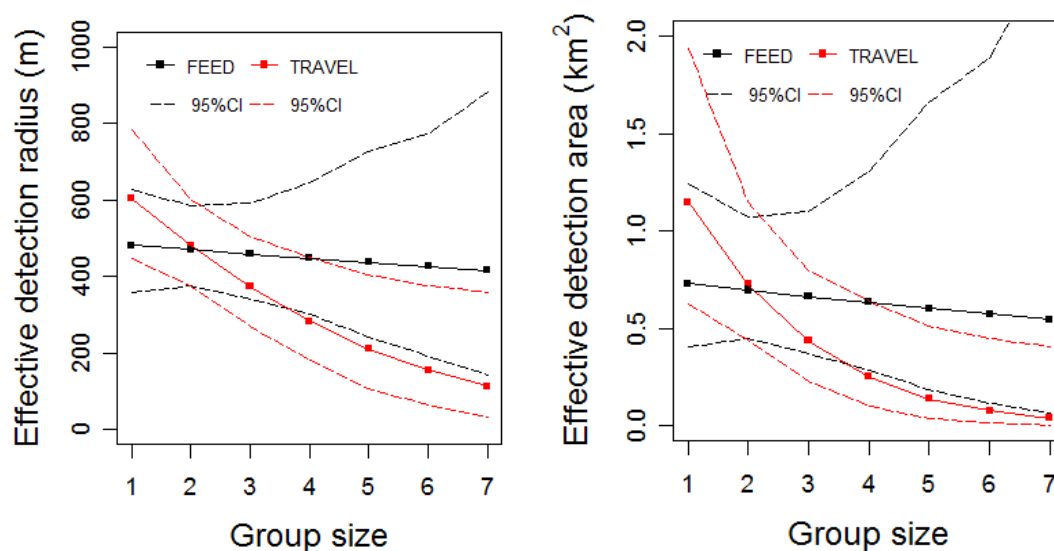 Effective detection radius (m)
1000
800
600
400
200
0
FEED TRAVEL
95%CI 95%CI
1 2 3 4 5 6 7
Group size
Effective detection area (km²)
2.0
1.5
1.0
0.5
0.0
FEED TRAVEL
95%CI 95%CI
1 2 3 4 5 6 7
Group size